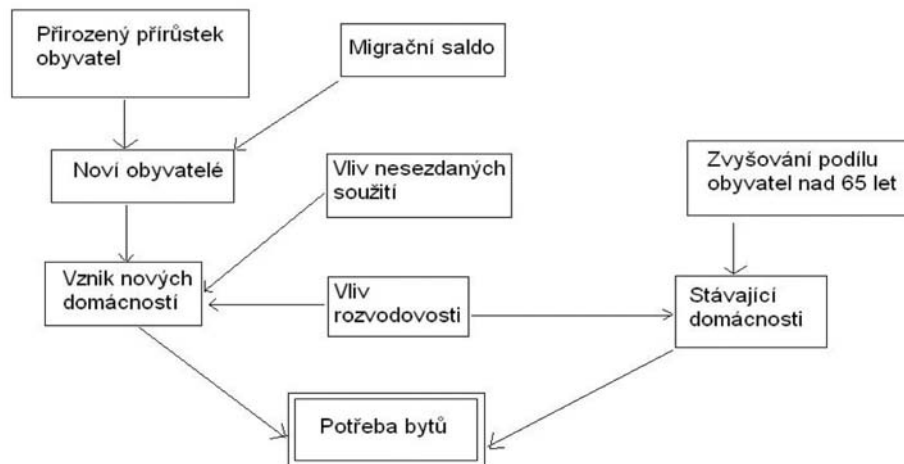 Přirozený přírůstek
obyvatel
Migrační saldo
Noví obyvatelé
Vliv nesezdaných
soužití
Zvyšování podílu
obyvatel nad 65 let
Vznik nových
domácností
Vliv
rozvodovosti
Stávající
domácnosti
Potřeba bytů